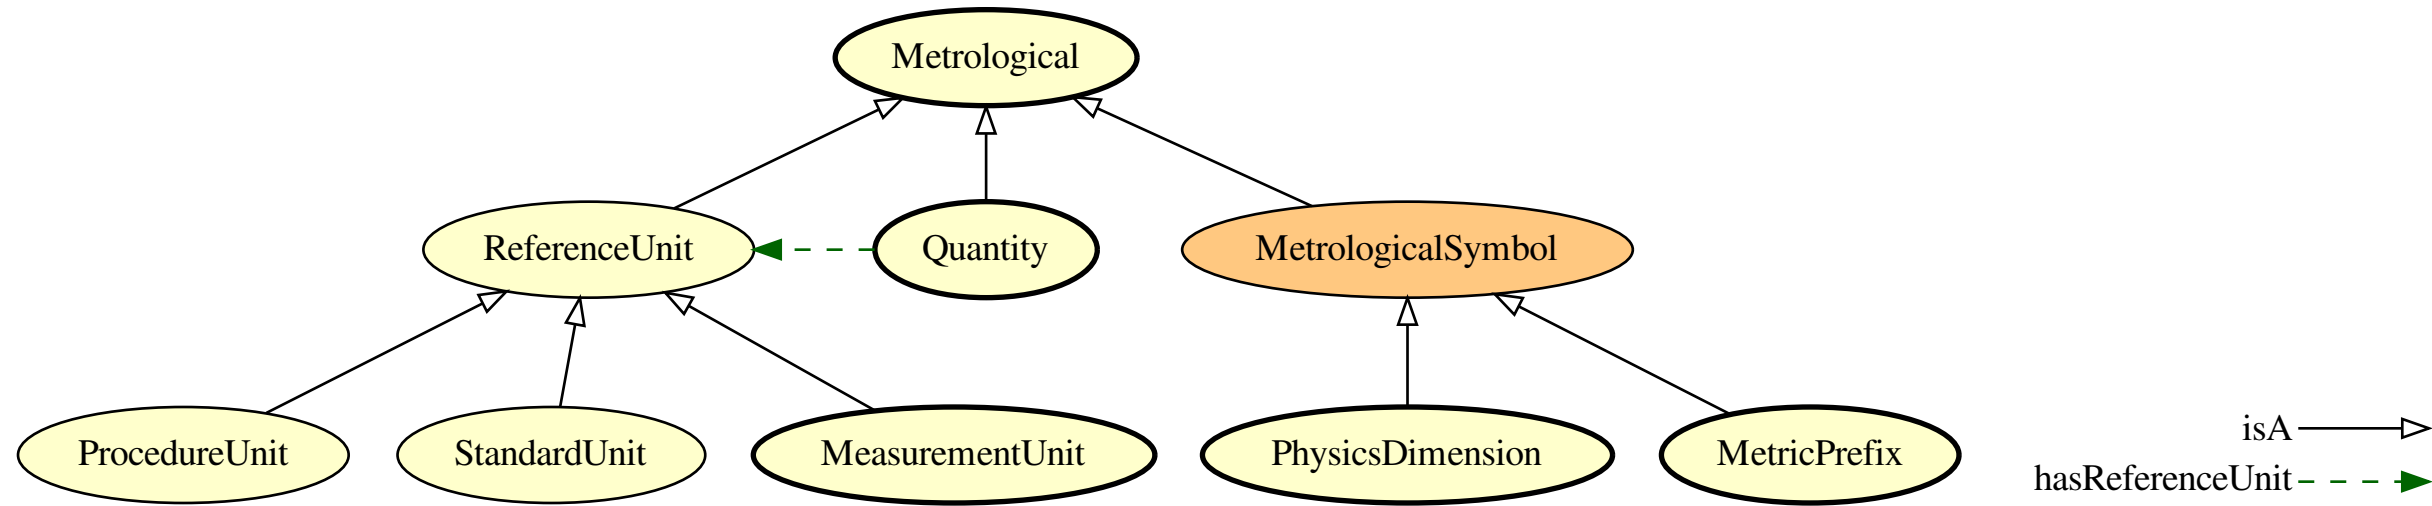 Metrological
ReferenceUnit
Quantity
MetrologicalSymbol
ProcedureUnit
StandardUnit
MeasurementUnit
PhysicsDimension
MetricPrefix
isA
hasReferenceUnit